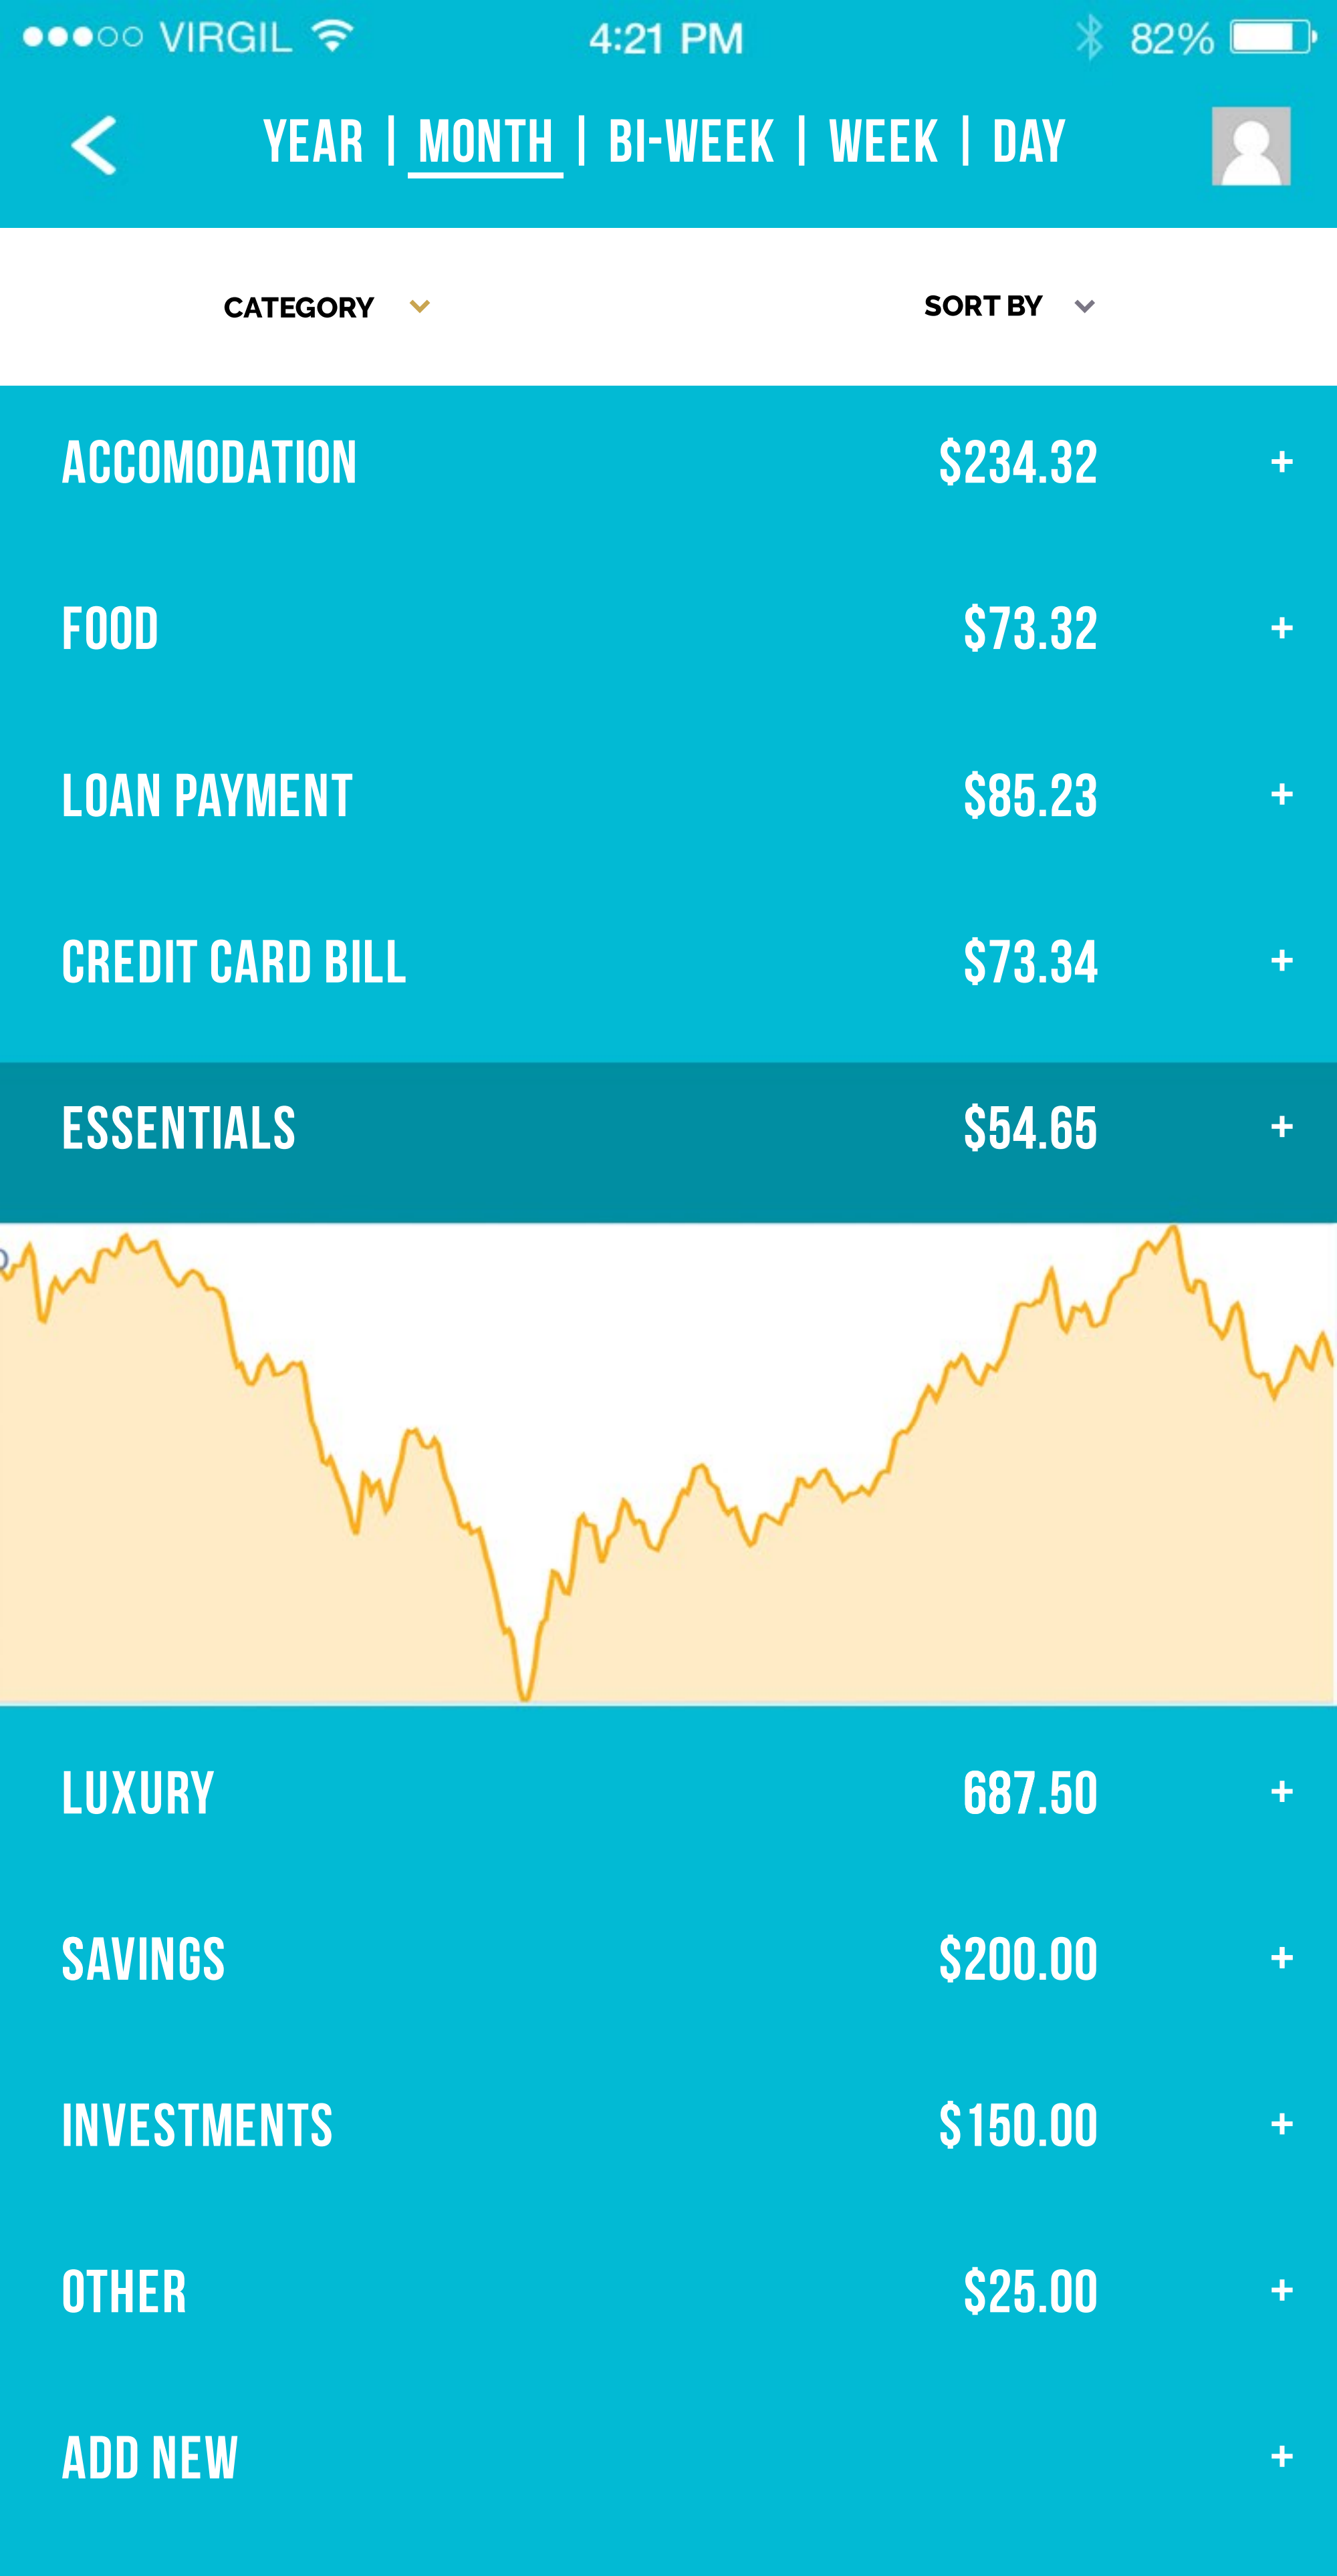 VIRGIL 4:21 PM 82%
YEAR | MONTH | BI-WEEK | WEEK | DAY
CATEGORY SORT BY
ACCOMODATION $234.32 +
FOOD $73.32 +
LOAN PAYMENT $85.23 +
CREDIT CARD BILL $73.34 +
ESSENTIALS $54.65 +
LUXURY 687.50 +
SAVINGS $200.00 +
INVESTMENTS $150.00 +
OTHER $25.00 +
ADD NEW +